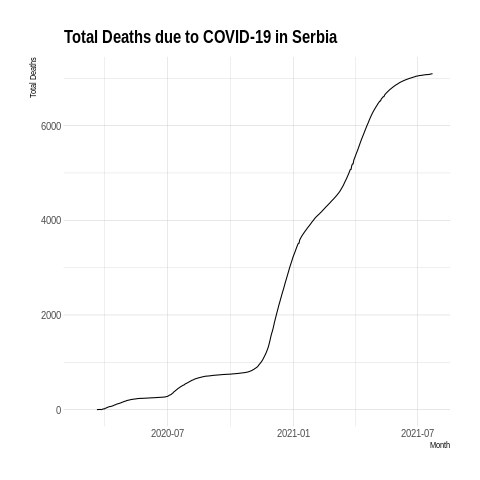 Total Deaths due to COVID-19 in Serbia
Total Deaths
6000
4000
2000
0
2020-07 2021-01 2021-07
Month